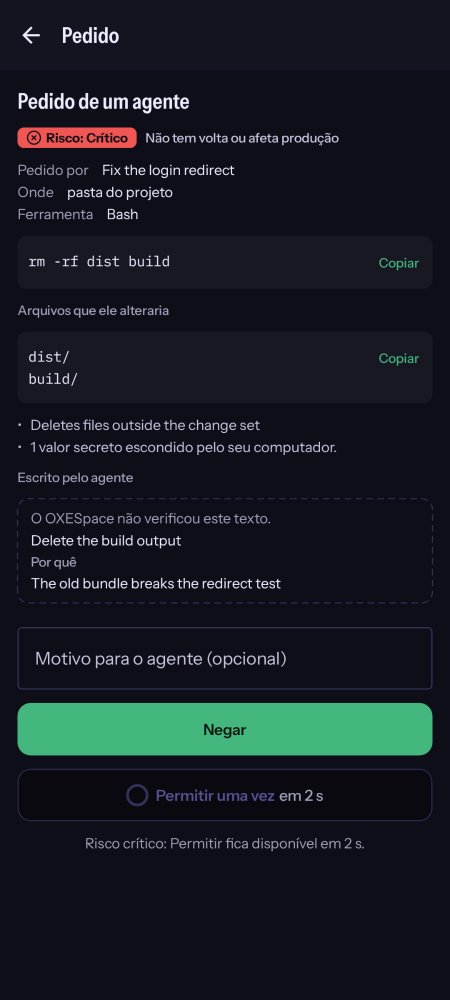 Pedido
Pedido de um agente
Risco: Crítico Não tem volta ou afeta produção
Pedido por Fix the login redirect
Onde pasta do projeto
Ferramenta Bash
rm -rf dist build Copiar
Arquivos que ele alteraria
dist/ Copiar
build/
• Deletes files outside the change set
• 1 valor secreto escondido pelo seu computador.
Escrito pelo agente
O OXESpace não verificou este texto.
Delete the build output
Por quê
The old bundle breaks the redirect test
Motivo para o agente (opcional)
Negar
Permitir uma vez em 2 s
Risco crítico: Permitir fica disponível em 2 s.